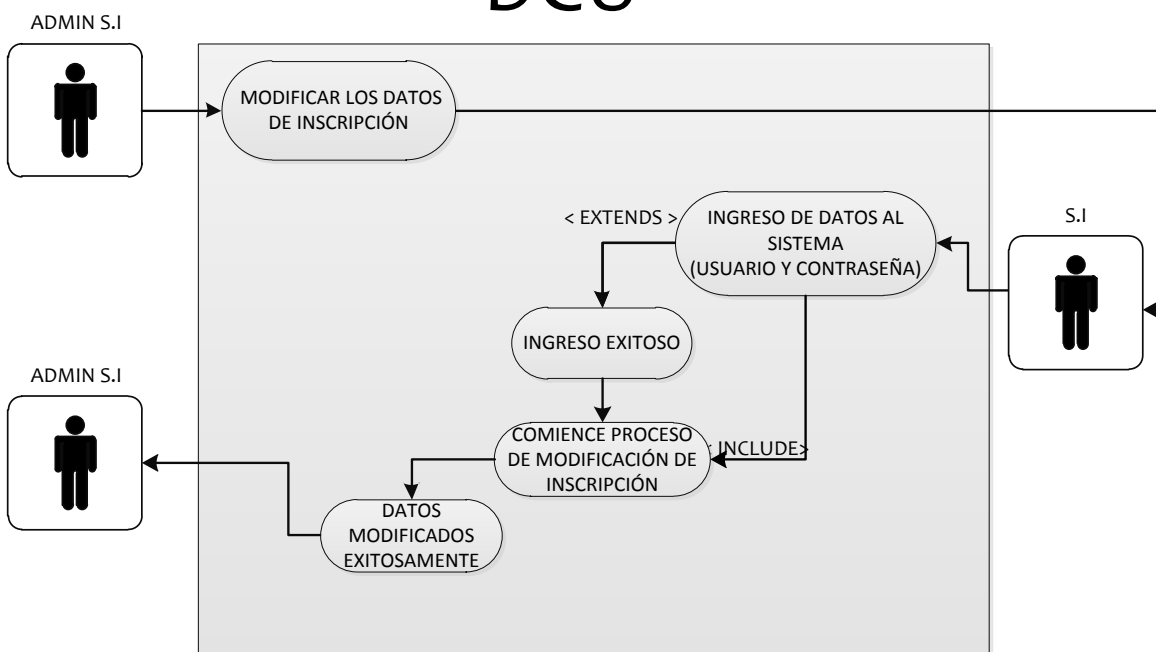 DCU
ADMIN S.I
MODIFICAR LOS DATOS
DE INSCRIPCIÓN
< EXTENDS >
INGRESO DE DATOS AL
SISTEMA
(USUARIO Y CONTRASEÑA)
S.I
INGRESO EXITOSO
ADMIN S.I
COMIENCE PROCESO
DE MODIFICACIÓN DE
INSCRIPCIÓN
< INCLUDE>
DATOS
MODIFICADOS
EXITOSAMENTE